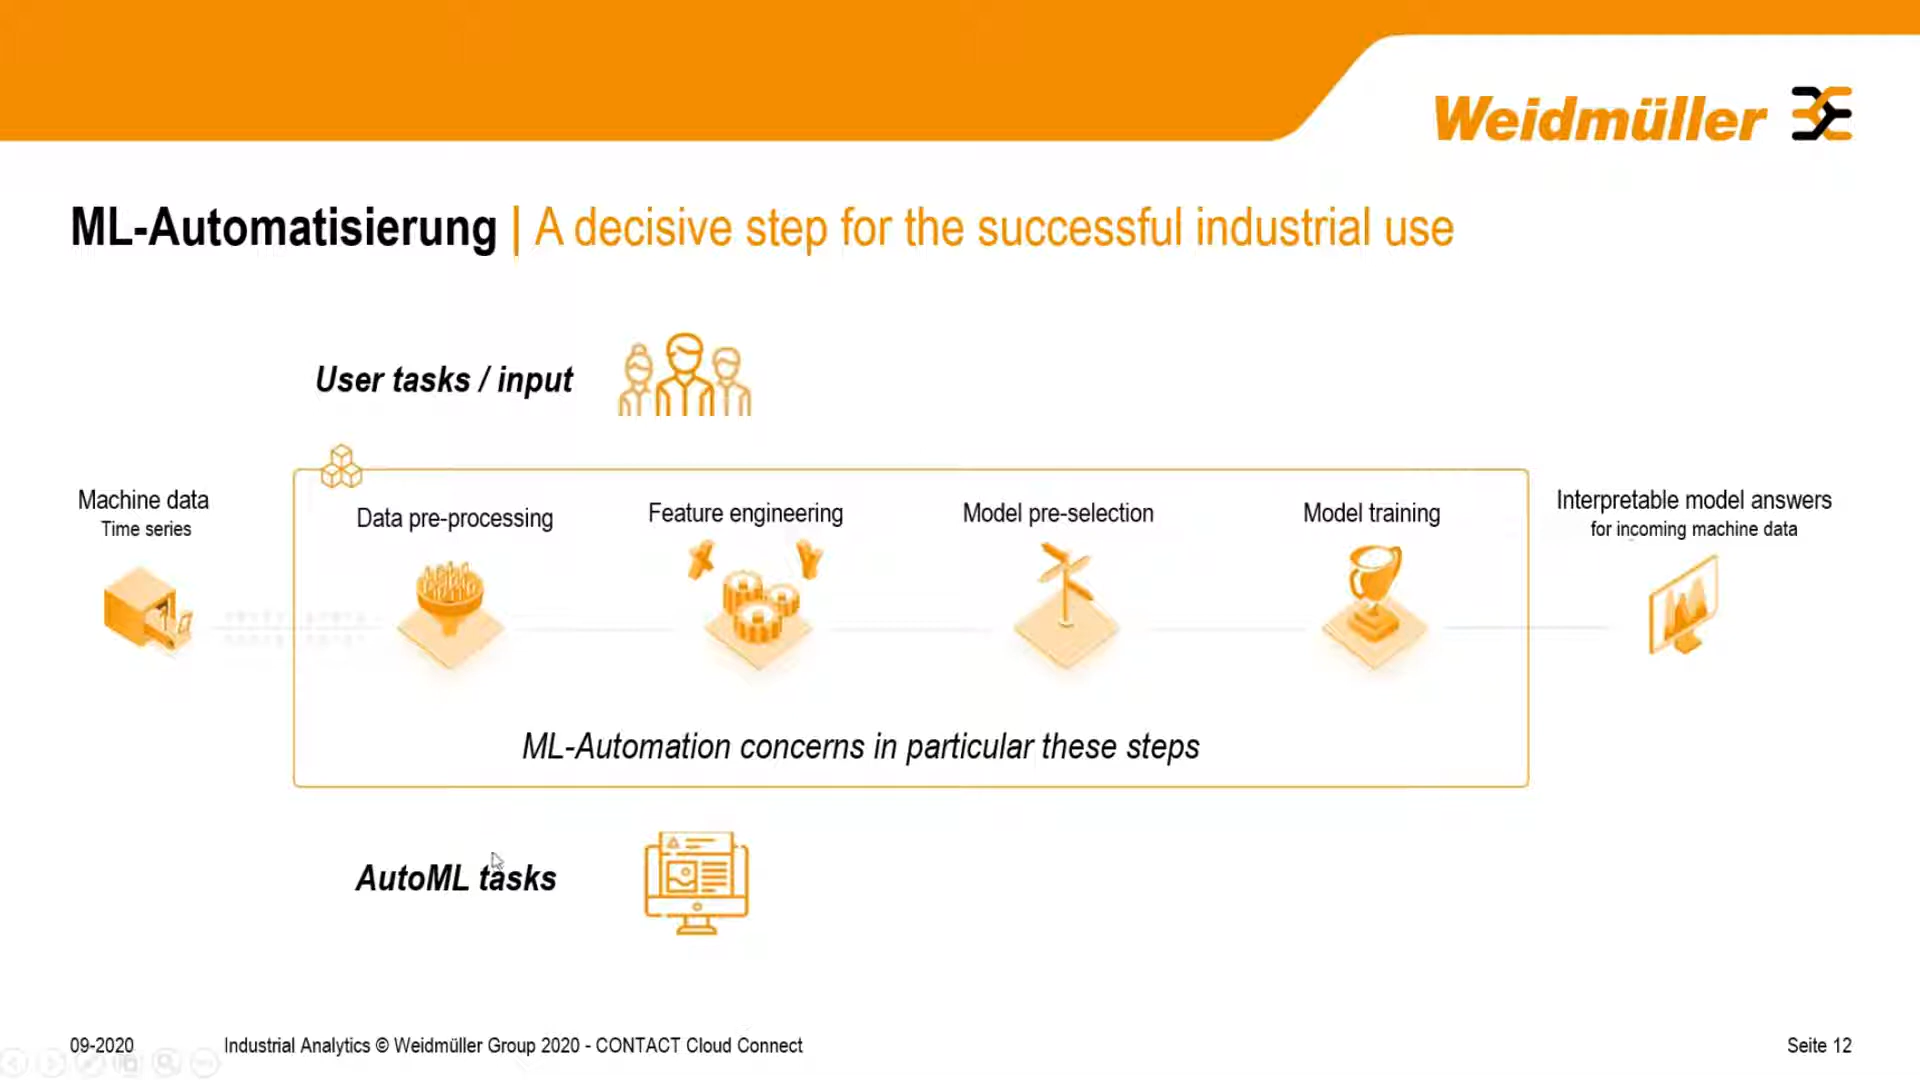 Weidmüller
ML-Automatisierung | A decisive step for the successful industrial use
User tasks / input
Machine data
Time series
Data pre-processing
Feature engineering
Model pre-selection
Model training
Interpretable model answers
for incoming machine data
X
Y
ML-Automation concerns in particular these steps
AutoML tasks
09-2020
Industrial Analytics © Weidmüller Group 2020 - CONTACT Cloud Connect
Seite 12